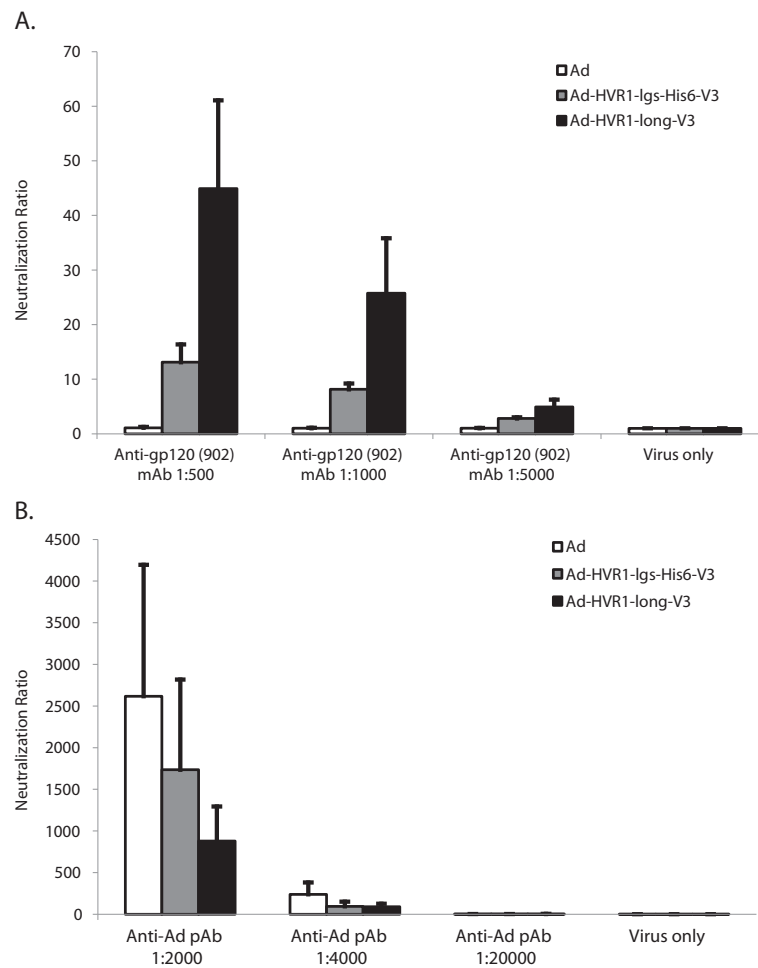 A.
70
60
50
40
30
20
10
0
Neutralization Ratio
Ad
Ad-HVR1-lgs-His6-V3
Ad-HVR1-long-V3
Anti-gp120 (902)
mAb 1:500
Anti-gp120 (902)
mAb 1:1000
Anti-gp120 (902)
mAb 1:5000
Virus only
B.
4500
4000
3500
3000
2500
2000
1500
1000
500
0
Neutralization Ratio
Ad
Ad-HVR1-lgs-His6-V3
Ad-HVR1-long-V3
Anti-Ad pAb
1:2000
Anti-Ad pAb
1:4000
Anti-Ad pAb
1:20000
Virus only